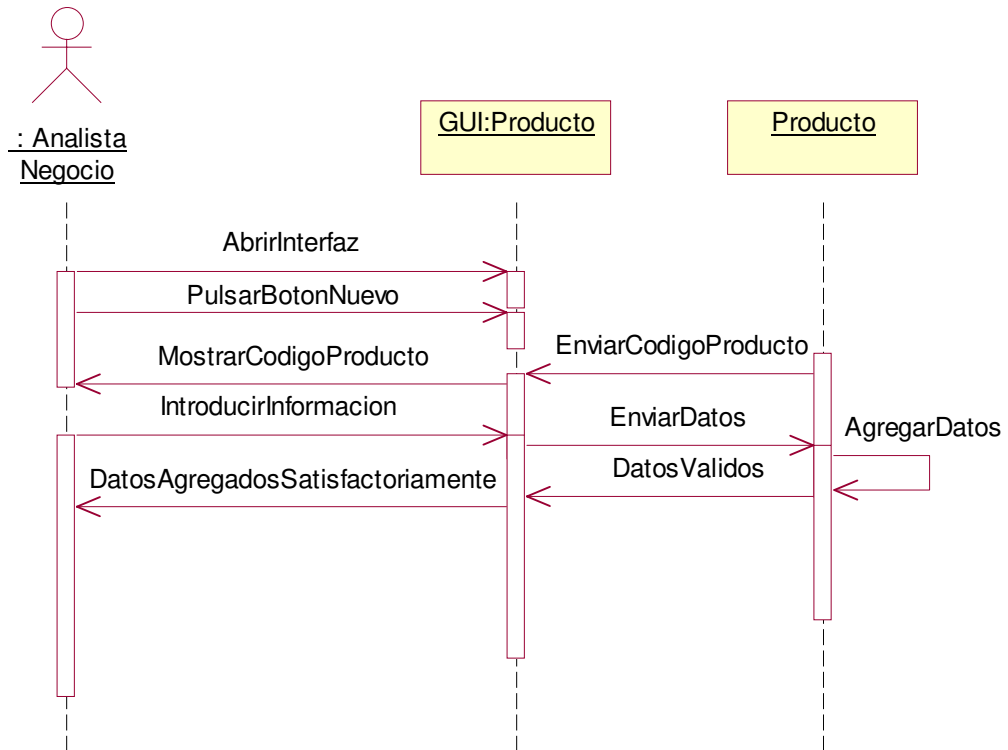 : Analista
Negocio
GUI:Producto
Producto
AbrirInterfaz
PulsarBotonNuevo
EnviarCodigoProducto
MostrarCodigoProducto
IntroducirInformacion
EnviarDatos
AgregarDatos
DatosValidos
DatosAgregadosSatisfactoriamente